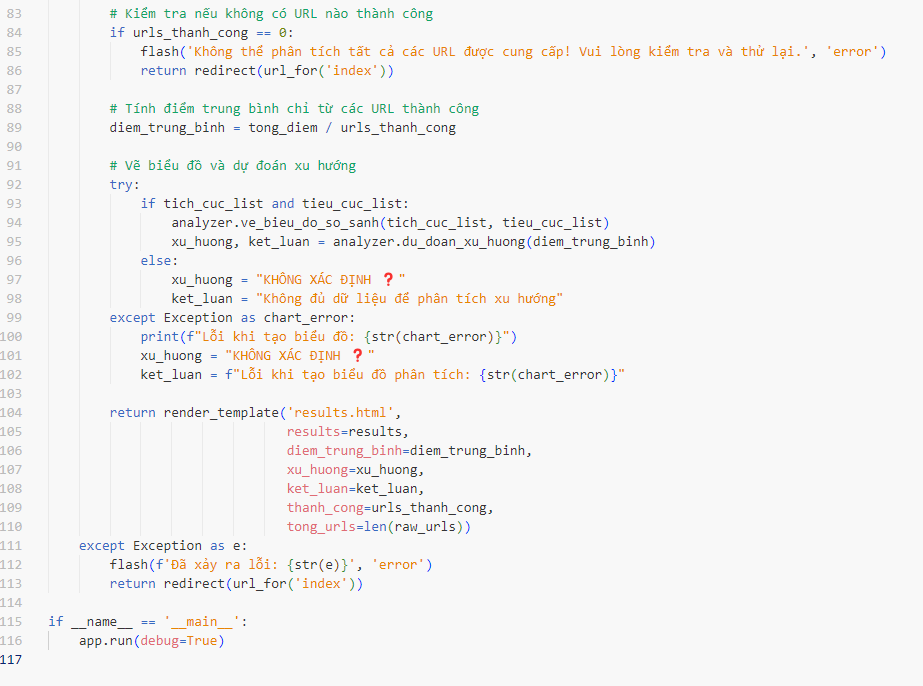 83 # Kiểm tra nếu không có URL nào thành công
84 if urls_thanh_cong == 0:
85 flash('Không thể phân tích tất cả các URL được cung cấp! Vui lòng kiểm tra và thử lại.', 'error')
86 return redirect(url_for('index'))
87
88 # Tính điểm trung bình chỉ từ các URL thành công
89 diem_trung_binh = tong_diem / urls_thanh_cong
90
91 # Vẽ biểu đồ và dự đoán xu hướng
92 try:
93 if tich_cuc_list and tieu_cuc_list:
94 analyzer.ve_bieu_do_so_sanh(tich_cuc_list, tieu_cuc_list)
95 xu_huong, ket_luan = analyzer.du_doan_xu_huong(diem_trung_binh)
96 else:
97 xu_huong = "KHÔNG XÁC ĐỊNH ❓"
98 ket_luan = "Không đủ dữ liệu để phân tích xu hướng"
99 except Exception as chart_error:
100 print(f"Lỗi khi tạo biểu đồ: {str(chart_error)}")
101 xu_huong = "KHÔNG XÁC ĐỊNH ❓"
102 ket_luan = f"Lỗi khi tạo biểu đồ phân tích: {str(chart_error)}"
103
104 return render_template('results.html',
105 results=results,
106 diem_trung_binh=diem_trung_binh,
107 xu_huong=xu_huong,
108 ket_luan=ket_luan,
109 thanh_cong=urls_thanh_cong,
110 tong_urls=len(raw_urls))
111 except Exception as e:
112 flash(f'Đã xảy ra lỗi: {str(e)}', 'error')
113 return redirect(url_for('index'))
114
115 if __name__ == '__main__':
116 app.run(debug=True)
117